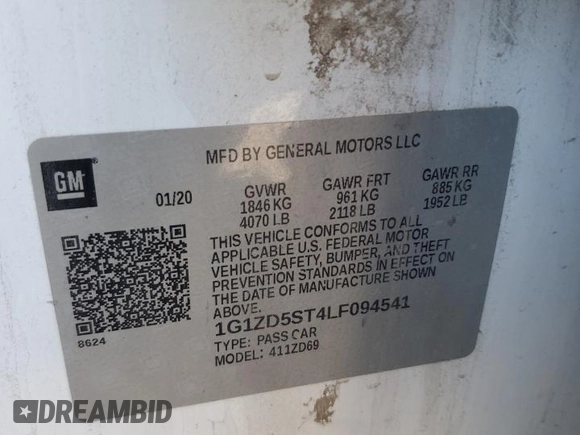 GM
MFD BY GENERAL MOTORS LLC
01/20
GVWR GAWR FRT GAWR RR
1846 KG 961 KG 885 KG
4070 LB 2118 LB 1952 LB
THIS VEHICLE CONFORMS TO ALL
APPLICABLE U.S. FEDERAL MOTOR
VEHICLE SAFETY, BUMPER, AND THEFT
PREVENTION STANDARDS IN EFFECT ON
THE DATE OF MANUFACTURE SHOWN
ABOVE.
1G1ZD5ST4LF094541
TYPE: PASS CAR
MODEL: 411ZD69
8624
$DREAMBID